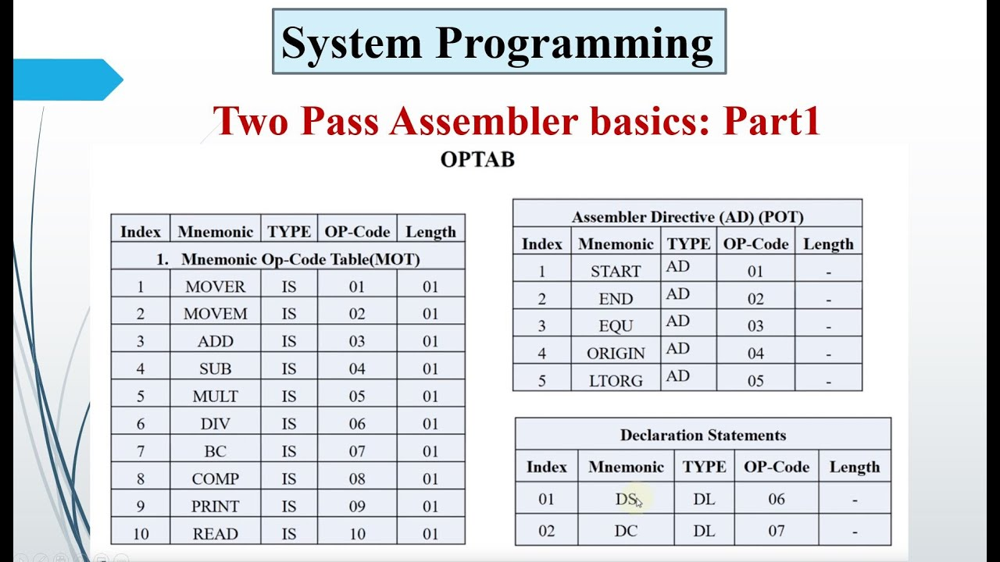 System Programming
Two Pass Assembler basics: Part1
OPTAB
Index Mnemonic TYPE OP-Code Length
1. Mnemonic Op-Code Table(MOT)
1 MOVER IS 01 01
2 MOVEM IS 02 01
3 ADD IS 03 01
4 SUB IS 04 01
5 MULT IS 05 01
6 DIV IS 06 01
7 BC IS 07 01
8 COMP IS 08 01
9 PRINT IS 09 01
10 READ IS 10 01
Assembler Directive (AD) (POT)
Index Mnemonic TYPE OP-Code Length
1 START AD 01 -
2 END AD 02 -
3 EQU AD 03 -
4 ORIGIN AD 04 -
5 LTORG AD 05 -
Declaration Statements
Index Mnemonic TYPE OP-Code Length
01 DS DL 06 -
02 DC DL 07 -